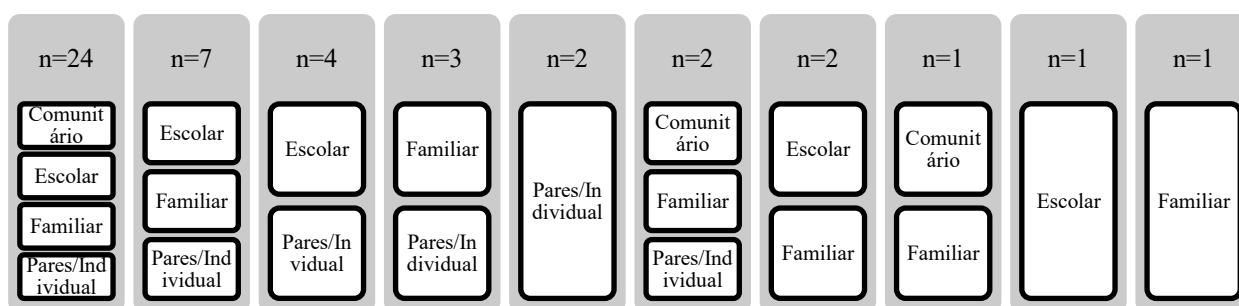 n=24
Comunit
ário
Escolar
Familiar
Pares/Ind
ividual
n=7
Escolar
Familiar
Pares/Ind
ividual
n=4
Escolar
Pares/In
vidual
n=3
Familiar
Pares/In
dividual
n=2
Pares/In
dividual
n=2
Comunit
ário
Familiar
Pares/Ind
ividual
n=2
Escolar
Familiar
n=1
Comunit
ário
Familiar
n=1
Escolar
n=1
Familiar